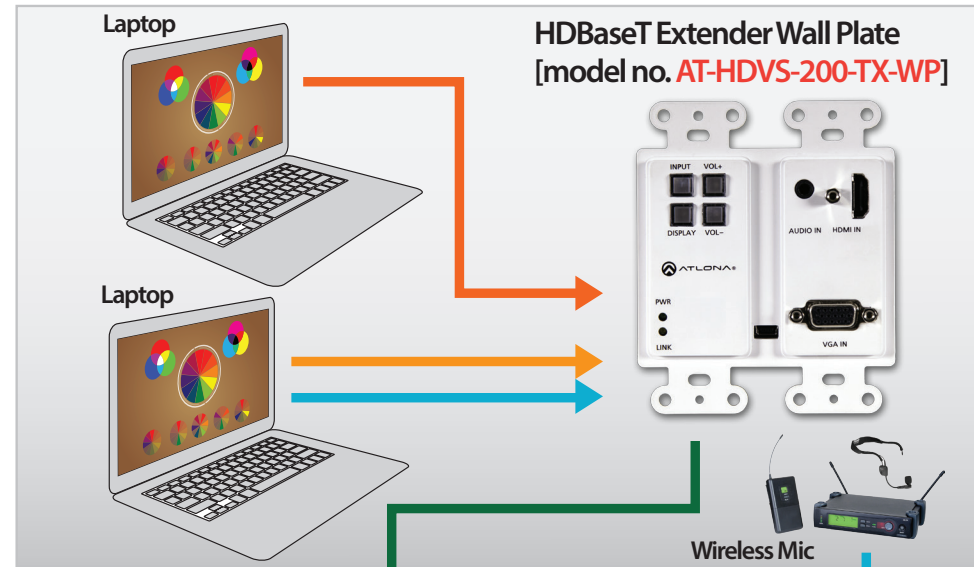 Laptop
HDBaseT Extender Wall Plate
[model no. AT-HDVS-200-TX-WP]
INPUT VOL+
DISPLAY VOL-
AUDIO IN HDMI IN
ATLONA®
PWR
LINK
VGA IN
Laptop
Wireless Mic